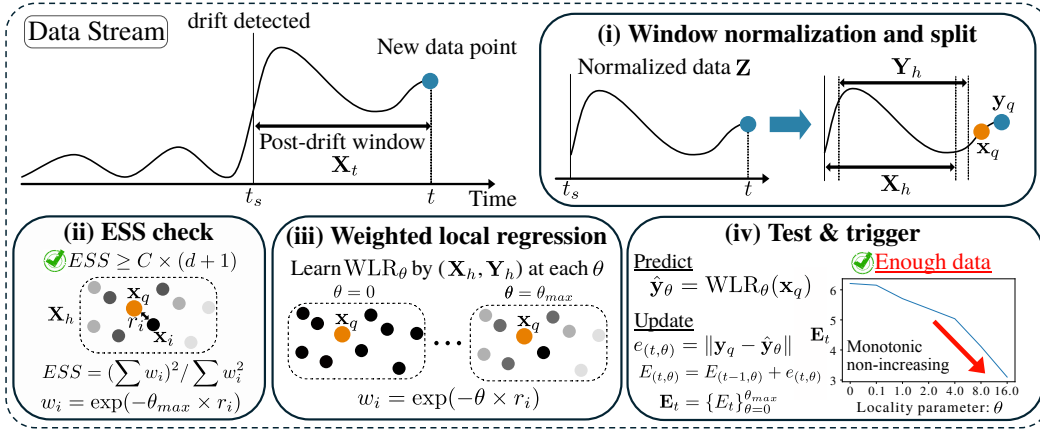 Data Stream
drift detected
New data point
Post-drift window
X_t
t_s
t
Time
(i) Window normalization and split
Normalized data Z
t_s
t
Y_h
y_q
x_q
X_h
(ii) ESS check
ESS ≥ C × (d + 1)
X_h
x_q
r_i
x_i
ESS = (∑ w_i)² / ∑ w_i²
w_i = exp(−θ_max × r_i)
(iii) Weighted local regression
Learn WLR_θ by (X_h, Y_h) at each θ
θ = 0
θ = θ_max
x_q
x_q
...
w_i = exp(−θ × r_i)
(iv) Test & trigger
Predict
ŷ_θ = WLR_θ(x_q)
Update
e_(t,θ) = ‖y_q − ŷ_θ‖
E_(t,θ) = E_(t−1,θ) + e_(t,θ)
E_t = {E_t}_{θ=0}^{θ_max}
Enough data
6
5
4
3
E_t
Monotonic
non-increasing
0 0.1 1.0 2.0 4.0 8.0 16.0
Locality parameter: θ